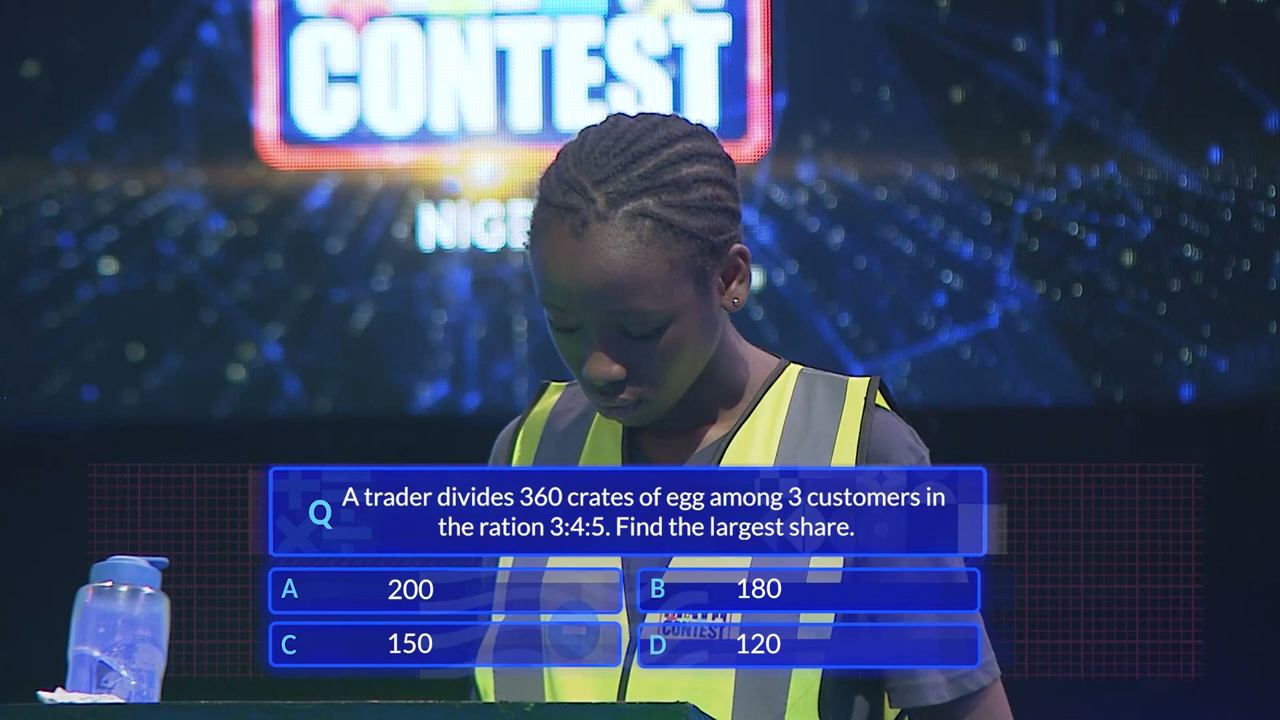 CONTEST
Q
A trader divides 360 crates of egg among 3 customers in
the ration 3:4:5. Find the largest share.
A 200
B 180
CONTEST
C 150
D 120